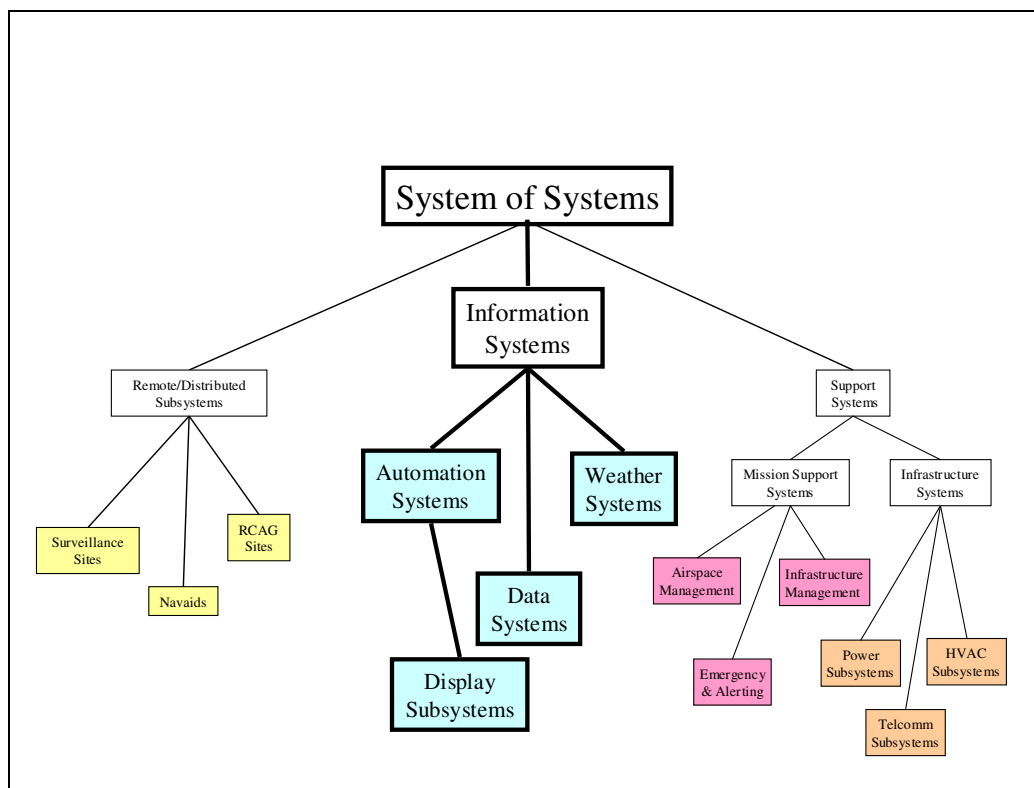 System of Systems
Information
Systems
Remote/Distributed
Subsystems
Support
Systems
Automation
Systems
Weather
Systems
Mission Support
Systems
Infrastructure
Systems
Surveillance
Sites
RCAG
Sites
Navaids
Data
Systems
Display
Subsystems
Airspace
Management
Infrastructure
Management
Emergency
& Alerting
Power
Subsystems
HVAC
Subsystems
Telcomm
Subsystems